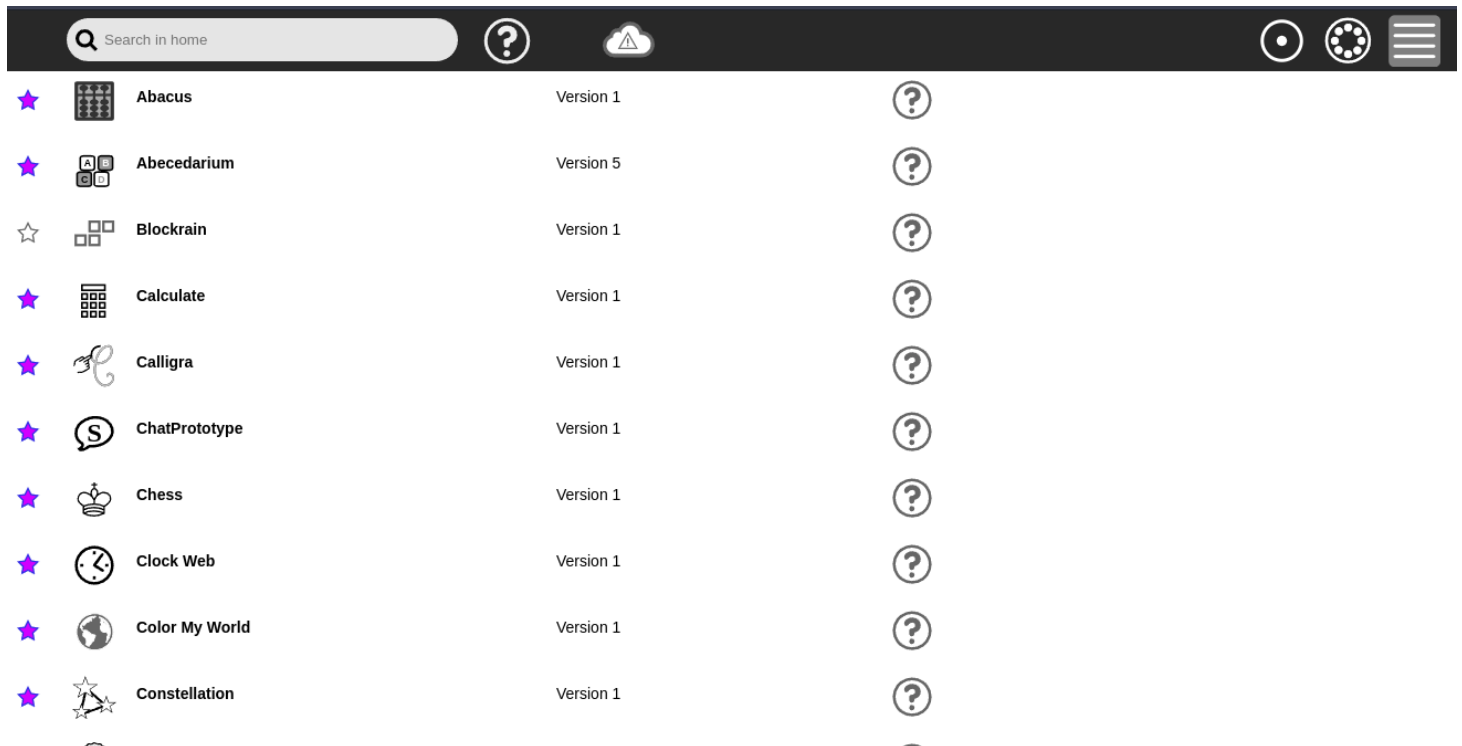 Search in home
Abacus Version 1
Abecedarium Version 5
A B
C D
Blockrain Version 1
Calculate Version 1
Calligra Version 1
ChatPrototype Version 1
S
Chess Version 1
Clock Web Version 1
Color My World Version 1
Constellation Version 1